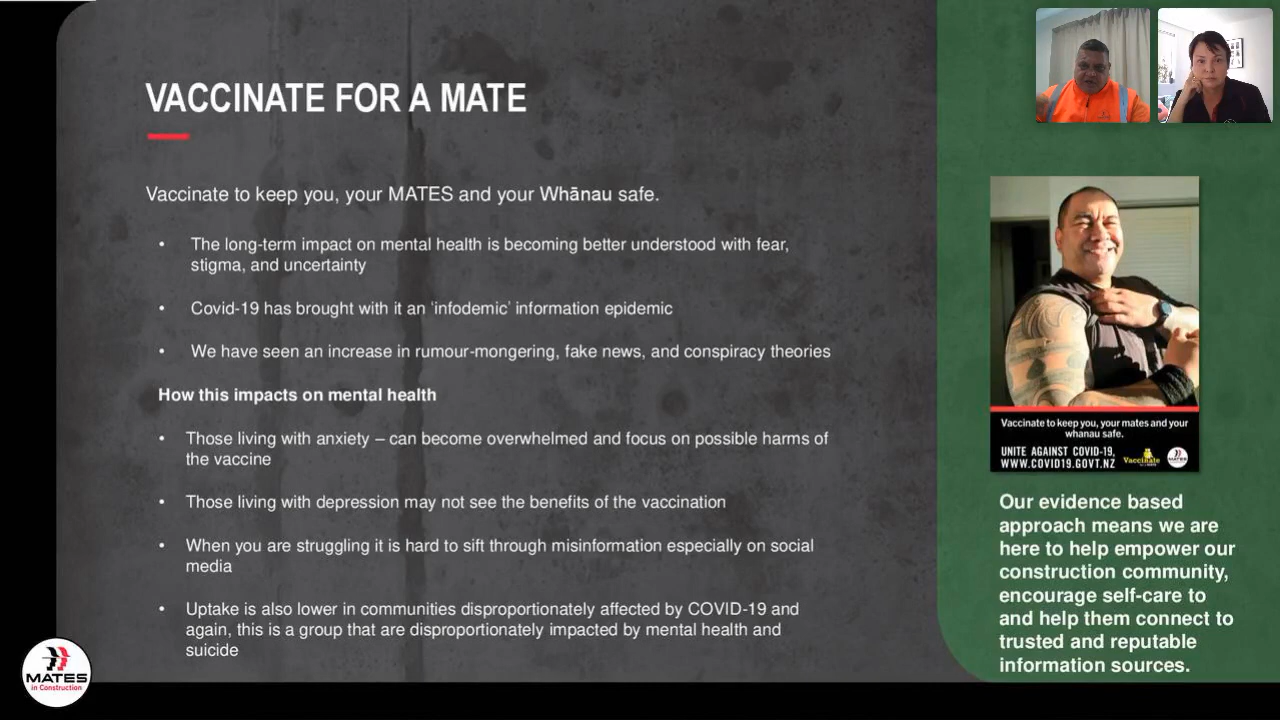 VACCINATE FOR A MATE
Vaccinate to keep you, your MATES and your Whānau safe.
• The long-term impact on mental health is becoming better understood with fear,
stigma, and uncertainty
• Covid-19 has brought with it an 'infodemic' information epidemic
• We have seen an increase in rumour-mongering, fake news, and conspiracy theories
How this impacts on mental health
• Those living with anxiety – can become overwhelmed and focus on possible harms of
the vaccine
• Those living with depression may not see the benefits of the vaccination
• When you are struggling it is hard to sift through misinformation especially on social
media
• Uptake is also lower in communities disproportionately affected by COVID-19 and
again, this is a group that are disproportionately impacted by mental health and
suicide
MATES
in Construction
Vaccinate to keep you, your mates and your
whanau safe.
UNITE AGAINST COVID-19,
WWW.COVID19.GOVT.NZ
Vaccinate
MATES
Our evidence based
approach means we are
here to help empower our
construction community,
encourage self-care to
and help them connect to
trusted and reputable
information sources.